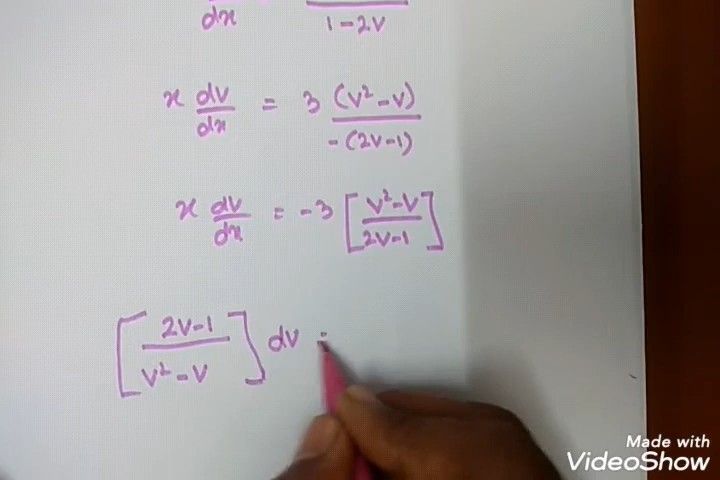 dx 1-2v
x dv/dx = 3 (v²-v)/-(2v-1)
x dv/dx = -3 [v²-v/2v-1]
[2v-1/v²-v] dv =
Made with
VideoShow